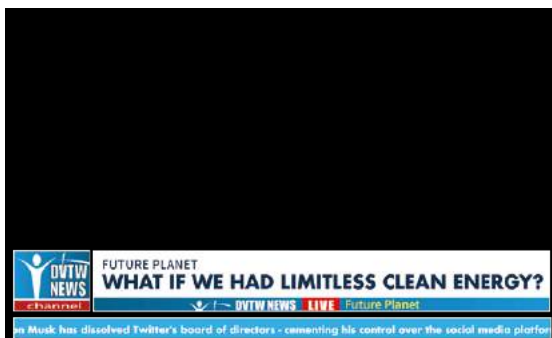 DVTW
NEWS
channel
FUTURE PLANET
WHAT IF WE HAD LIMITLESS CLEAN ENERGY?
DVTW NEWS LIVE Future Planet
Musk has dissolved Twitter's board of directors - cementing his control over the social media